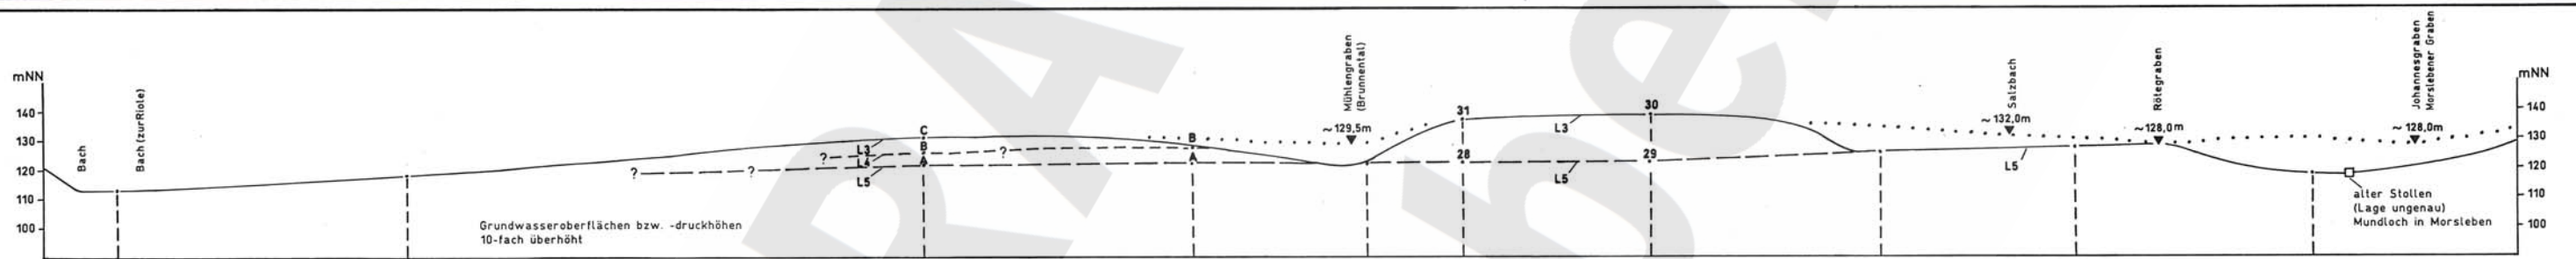 mNN
140
130
120
110
100
Bach
Bach (zur Riole)
Grundwasseroberflächen bzw. -druckhöhen
10-fach überhöht
?
?
?
?
L3
L4
L5
C
B
A
B
A
Mühlengraben
(Brunnental)
~129,5m
31
28
L3
L5
30
29
Salzbach
~132,0m
L5
Rötegraben
~128,0m
Johannesgraben
Morslebener Graben
~128,0m
alter Stollen
(Lage ungenau)
Mundloch in Morsleben
mNN
140
130
120
110
100